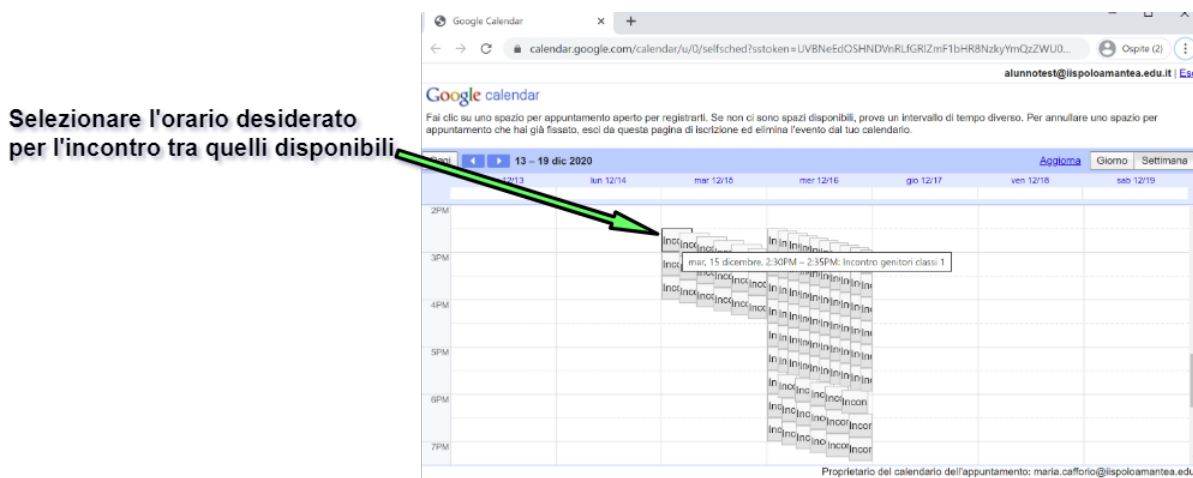 Google Calendar
calendar.google.com/calendar/u/0/selfsched?sstoken=UVBNeEdOSHNDVnRLfGRlZmF1bHR8NzkyYmQzZWU0...
Ospite (2)
alunnotest@iispoloamantea.edu.it | Es
Google calendar
Fai clic su uno spazio per appuntamento aperto per registrarti. Se non ci sono spazi disponibili, prova un intervallo di tempo diverso. Per annullare uno spazio per
appuntamento che hai già fissato, esci da questa pagina di iscrizione ed elimina l'evento dal tuo calendario.
Selezionare l'orario desiderato
per l'incontro tra quelli disponibili
13 – 19 dic 2020 Aggiorna Giorno Settimana
12/13 lun 12/14 mar 12/15 mer 12/16 gio 12/17 ven 12/18 sab 12/19
2PM
3PM
mar, 15 dicembre, 2:30PM – 2:35PM: Incontro genitori classi 1
4PM
5PM
6PM
7PM
Proprietario del calendario dell'appuntamento: maria.cafforio@iispoloamantea.edu